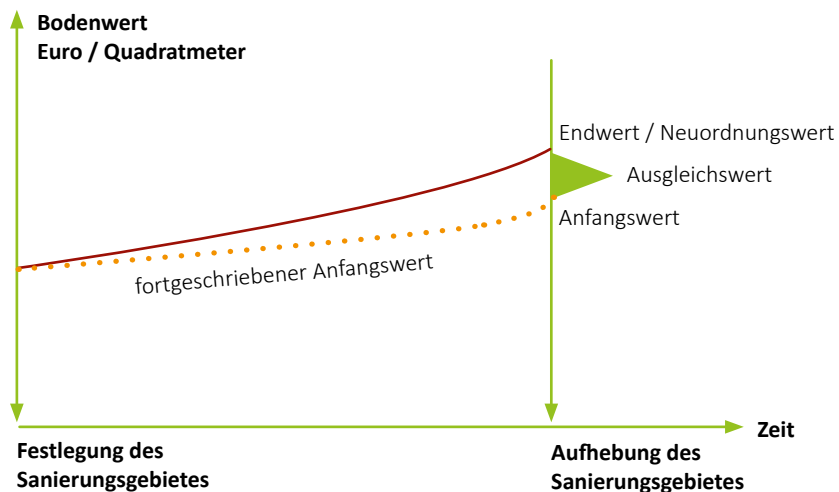 Bodenwert
Euro / Quadratmeter
Endwert / Neuordnungswert
Ausgleichswert
Anfangswert
fortgeschriebener Anfangswert
Zeit
Festlegung des
Sanierungsgebietes
Aufhebung des
Sanierungsgebietes